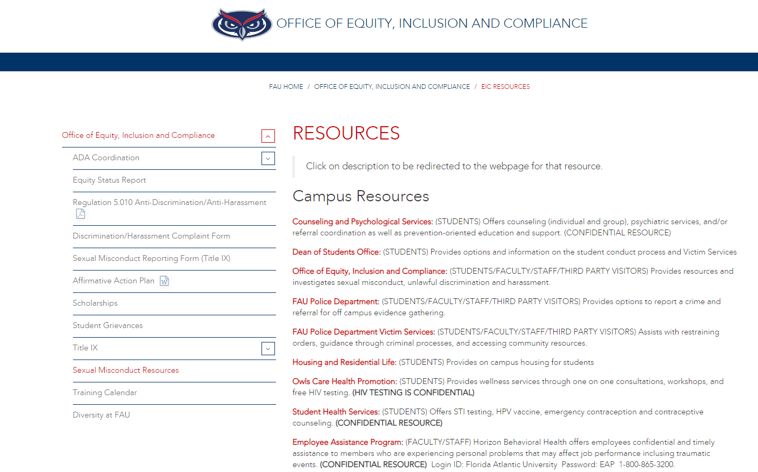 OFFICE OF EQUITY, INCLUSION AND COMPLIANCE
FAU HOME / OFFICE OF EQUITY, INCLUSION AND COMPLIANCE / EIC RESOURCES
Office of Equity, Inclusion and Compliance
ADA Coordination
Equity Status Report
Regulation 5.010 Anti-Discrimination/Anti-Harassment
Discrimination/Harassment Complaint Form
Sexual Misconduct Reporting Form (Title IX)
Affirmative Action Plan
Scholarships
Student Grievances
Title IX
Sexual Misconduct Resources
Training Calendar
Diversity at FAU
RESOURCES
Click on description to be redirected to the webpage for that resource.
Campus Resources
Counseling and Psychological Services: (STUDENTS) Offers counseling (individual and group), psychiatric services, and/or
referral coordination as well as prevention-oriented education and support. (CONFIDENTIAL RESOURCE)
Dean of Students Office: (STUDENTS) Provides options and information on the student conduct process and Victim Services
Office of Equity, Inclusion and Compliance: (STUDENTS/FACULTY/STAFF/THIRD PARTY VISITORS) Provides resources and
investigates sexual misconduct, unlawful discrimination and harassment.
FAU Police Department: (STUDENTS/FACULTY/STAFF/THIRD PARTY VISITORS) Provides options to report a crime and
referral for off campus evidence gathering.
FAU Police Department Victim Services: (STUDENTS/FACULTY/STAFF/THIRD PARTY VISITORS) Assists with restraining
orders, guidance through criminal processes, and accessing community resources.
Housing and Residential Life: (STUDENTS) Provides on campus housing for students
Owls Care Health Promotion: (STUDENTS) Provides wellness services through one on one consultations, workshops, and
free HIV testing. (HIV TESTING IS CONFIDENTIAL)
Student Health Services: (STUDENTS) Offers STI testing, HPV vaccine, emergency contraception and contraceptive
counseling. (CONFIDENTIAL RESOURCE)
Employee Assistance Program: (FACULTY/STAFF) Horizon Behavioral Health offers employees confidential and timely
assistance to members who are experiencing personal problems that may affect job performance including traumatic
events. (CONFIDENTIAL RESOURCE) Login ID: Florida Atlantic University Password: EAP 1-800-865-3200.